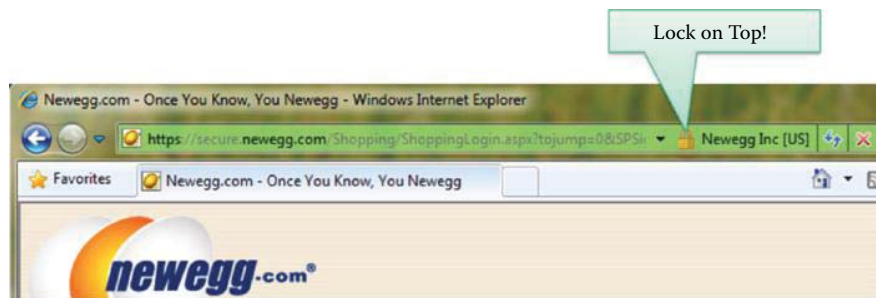 Lock on Top!
Newegg.com - Once You Know, You Newegg - Windows Internet Explorer
https://secure.newegg.com/Shopping/ShoppingLogin.aspx?tojump=0&SPSi
Newegg Inc [US]
Favorites
Newegg.com - Once You Know, You Newegg
newegg.com®